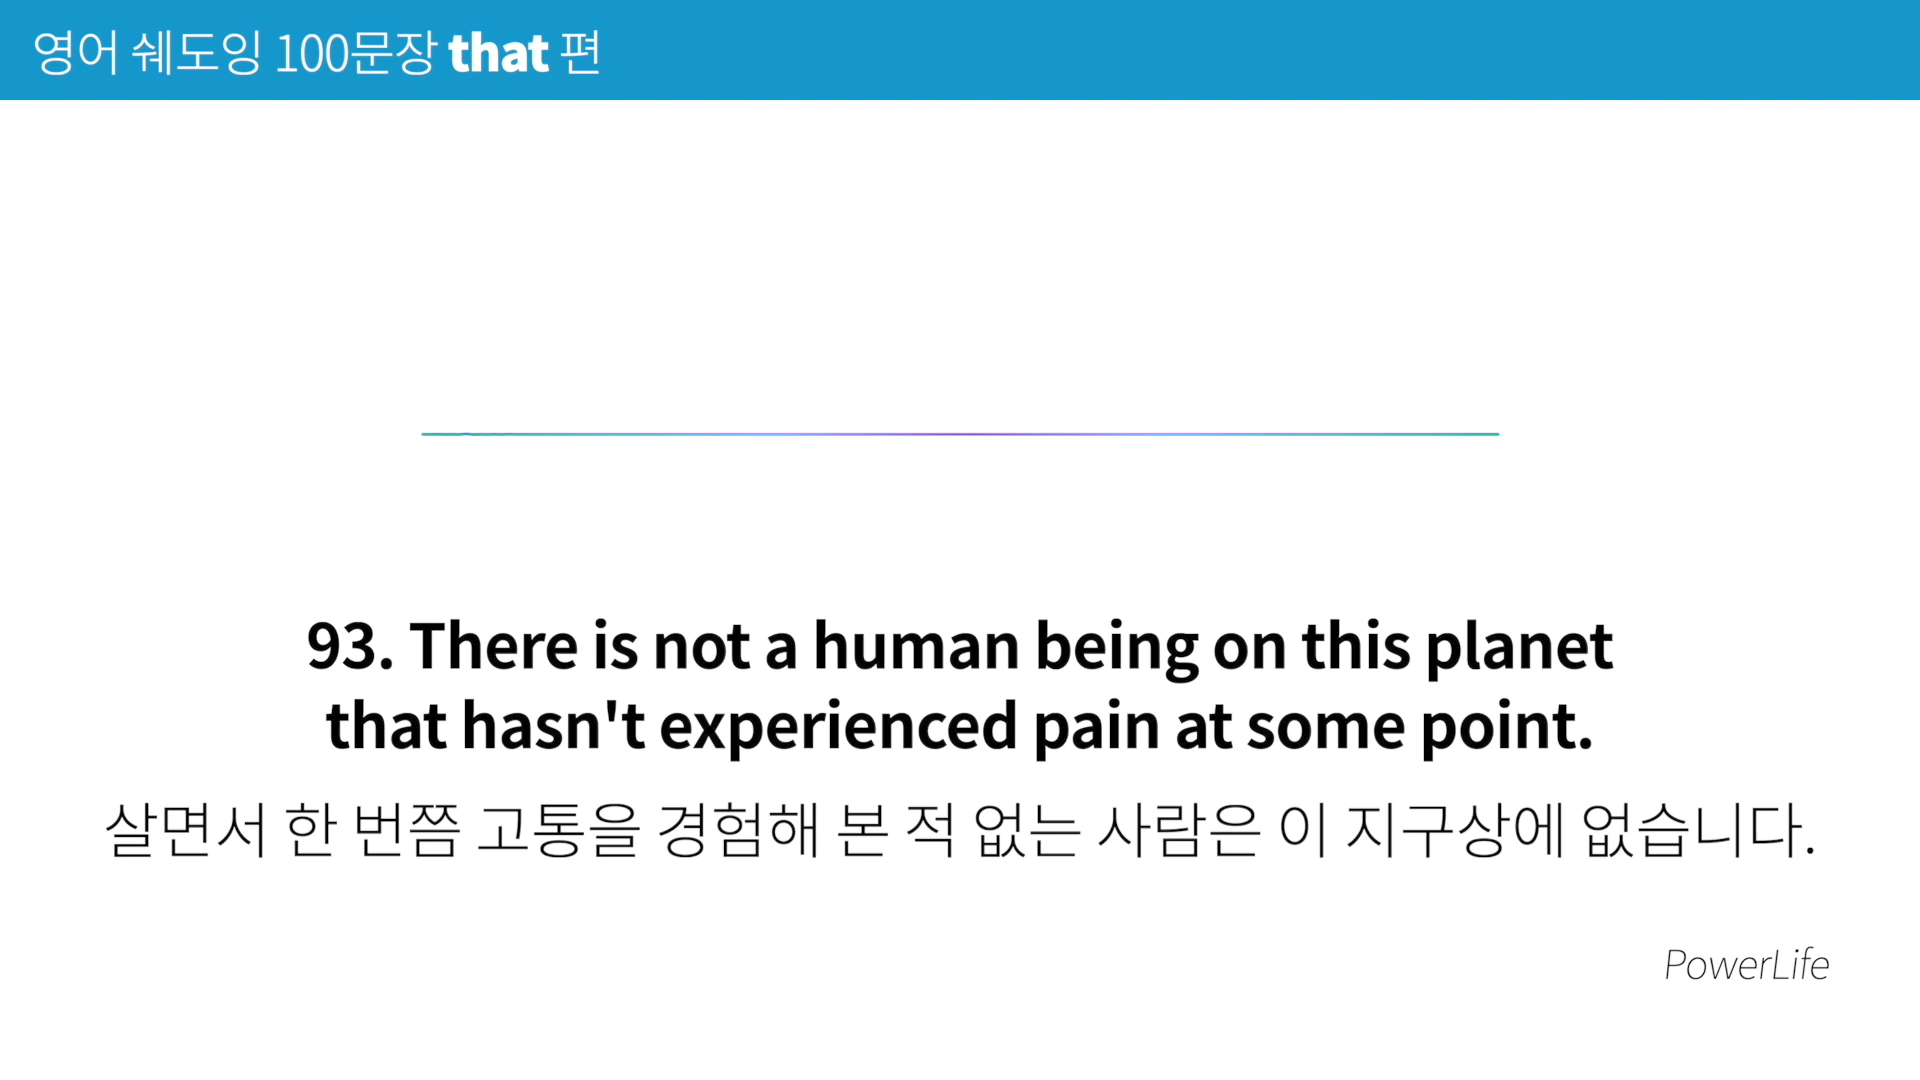 영어 쉐도잉 100문장 that 편
93. There is not a human being on this planet
that hasn't experienced pain at some point.
살면서 한 번쯤 고통을 경험해 본 적 없는 사람은 이 지구상에 없습니다.
PowerLife